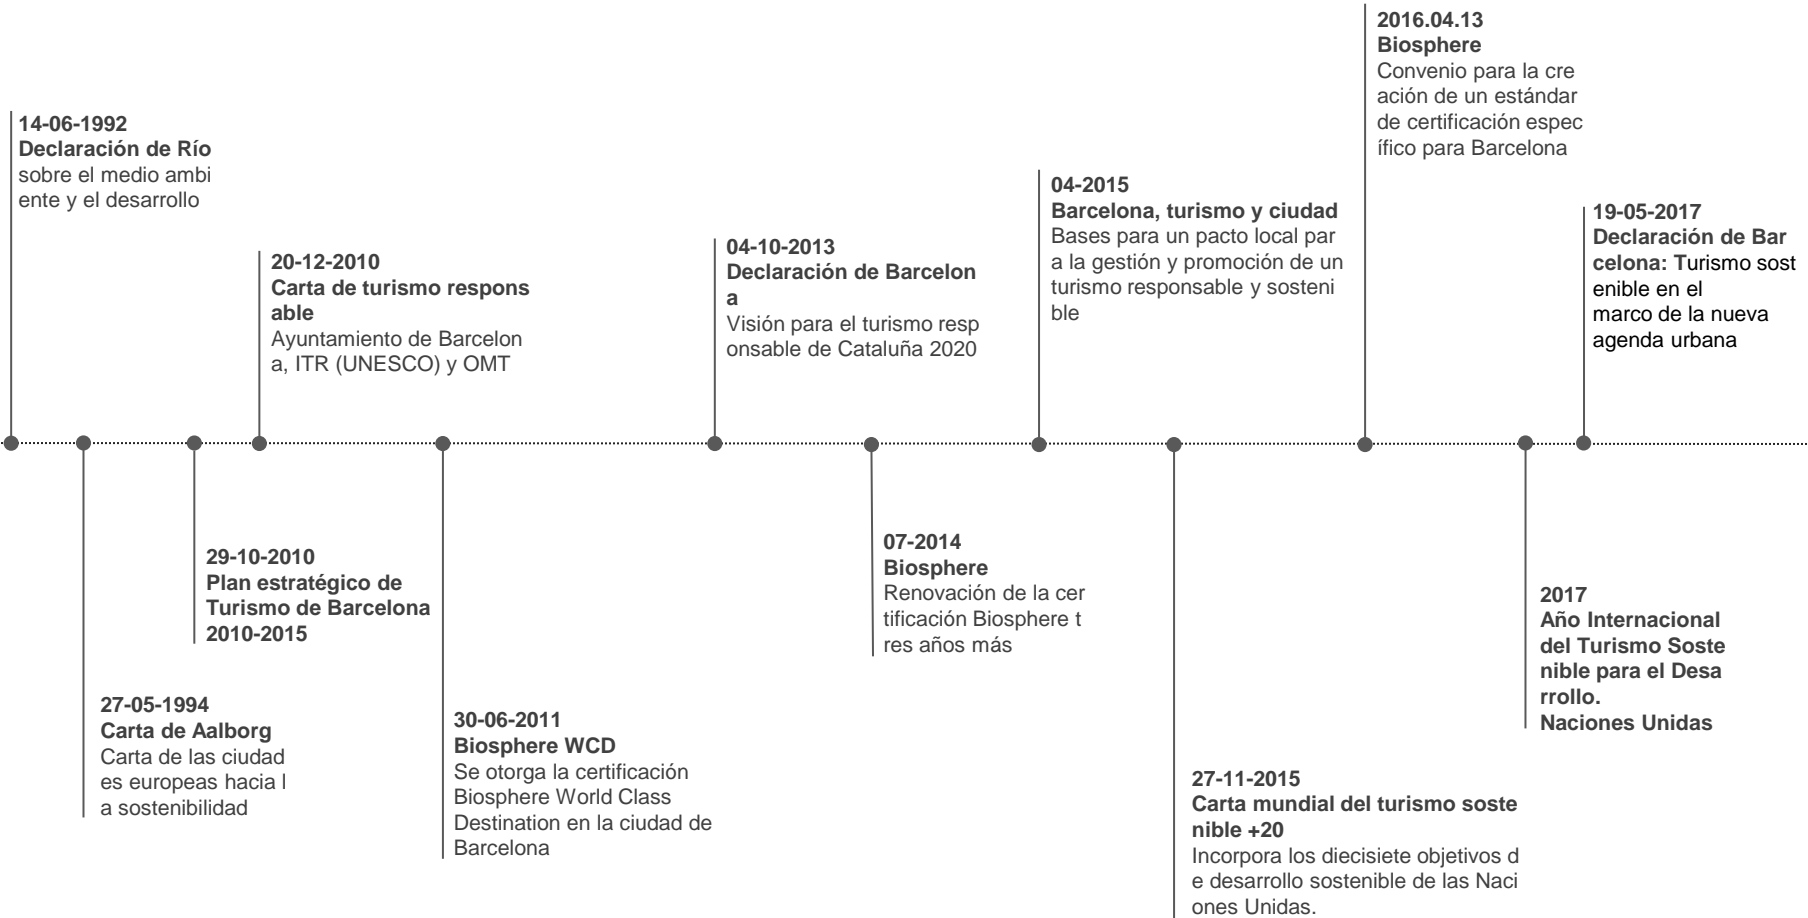 14-06-1992
Declaración de Río
sobre el medio ambi
ente y el desarrollo
27-05-1994
Carta de Aalborg
Carta de las ciudad
es europeas hacia l
a sostenibilidad
29-10-2010
Plan estratégico de
Turismo de Barcelona
2010-2015
20-12-2010
Carta de turismo respons
able
Ayuntamiento de Barcelon
a, ITR (UNESCO) y OMT
30-06-2011
Biosphere WCD
Se otorga la certificación
Biosphere World Class
Destination en la ciudad de
Barcelona
04-10-2013
Declaración de Barcelon
a
Visión para el turismo resp
onsable de Cataluña 2020
07-2014
Biosphere
Renovación de la cer
tificación Biosphere t
res años más
04-2015
Barcelona, turismo y ciudad
Bases para un pacto local par
a la gestión y promoción de un
turismo responsable y sosteni
ble
27-11-2015
Carta mundial del turismo soste
nible +20
Incorpora los diecisiete objetivos d
e desarrollo sostenible de las Naci
ones Unidas.
2016.04.13
Biosphere
Convenio para la cre
ación de un estándar
de certificación espec
ífico para Barcelona
2017
Año Internacional
del Turismo Soste
nible para el Desa
rrollo.
Naciones Unidas
19-05-2017
Declaración de Bar
celona: Turismo sost
enible en el
marco de la nueva
agenda urbana